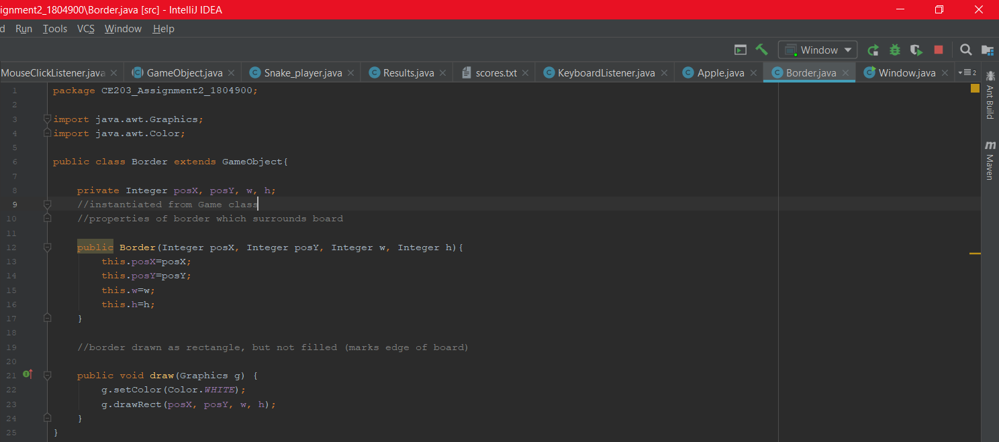 ignment2_1804900\Border.java [src] - IntelliJ IDEA
d Run Tools VCS Window Help
Window
MouseClickListener.java GameObject.java Snake_player.java Results.java scores.txt KeyboardListener.java Apple.java Border.java Window.java 2
1 package CE203_Assignment2_1804900;
2
3 import java.awt.Graphics;
4 import java.awt.Color;
5
6 public class Border extends GameObject{
7
8 private Integer posX, posY, w, h;
9 //instantiated from Game class
10 //properties of border which surrounds board
11
12 public Border(Integer posX, Integer posY, Integer w, Integer h){
13 this.posX=posX;
14 this.posY=posY;
15 this.w=w;
16 this.h=h;
17 }
18
19 //border drawn as rectangle, but not filled (marks edge of board)
20
21 public void draw(Graphics g) {
22 g.setColor(Color.WHITE);
23 g.drawRect(posX, posY, w, h);
24 }
25 }
Ant Build
m Maven